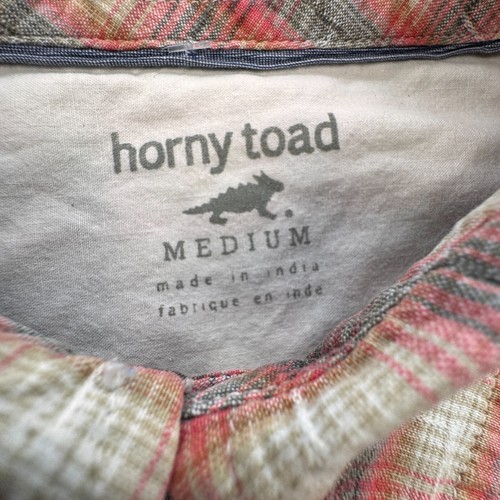 horny toad
MEDIUM
made in india
fabrique en inde